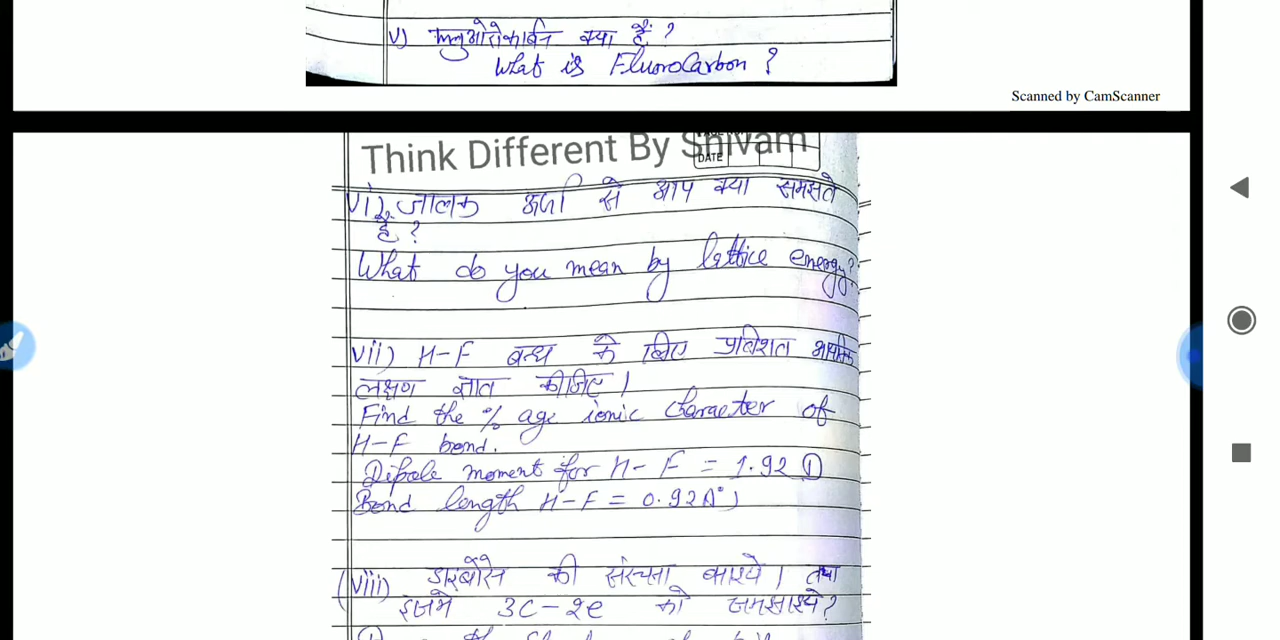 v) फ्लुओरोकार्बन क्या है?
What is Fluorocarbon ?
Scanned by CamScanner
Think Different By Shivam
DATE
vi) जालक ऊर्जा से आप क्या समझते
है ?
What do you mean by lattice energy?
vii) H-F बन्ध के लिए प्रतिशत आयनिक
लक्षण ज्ञात कीजिए ।
Find the % age ionic character of
H-F bond.
Dipole moment for H-F = 1.92 D
Bond length H-F = 0.92 A°)
(viii) डाइबोरेन की संरचना बताइये । तथा
इसमे 3C-2e को समझाइये?